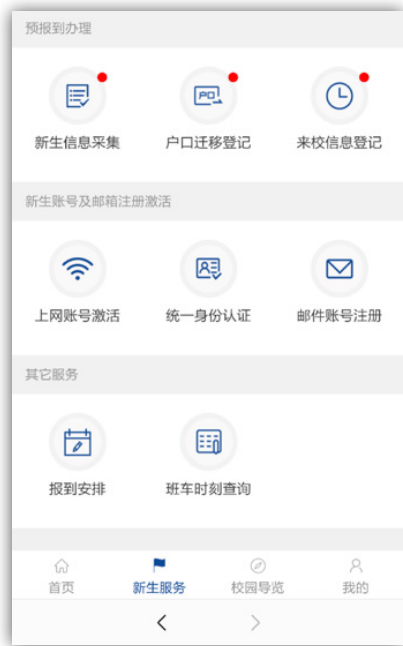 预报到办理
新生信息采集 户口迁移登记 来校信息登记
新生账号及邮箱注册激活
上网账号激活 统一身份认证 邮件账号注册
其它服务
报到安排 班车时刻查询
首页 新生服务 校园导览 我的